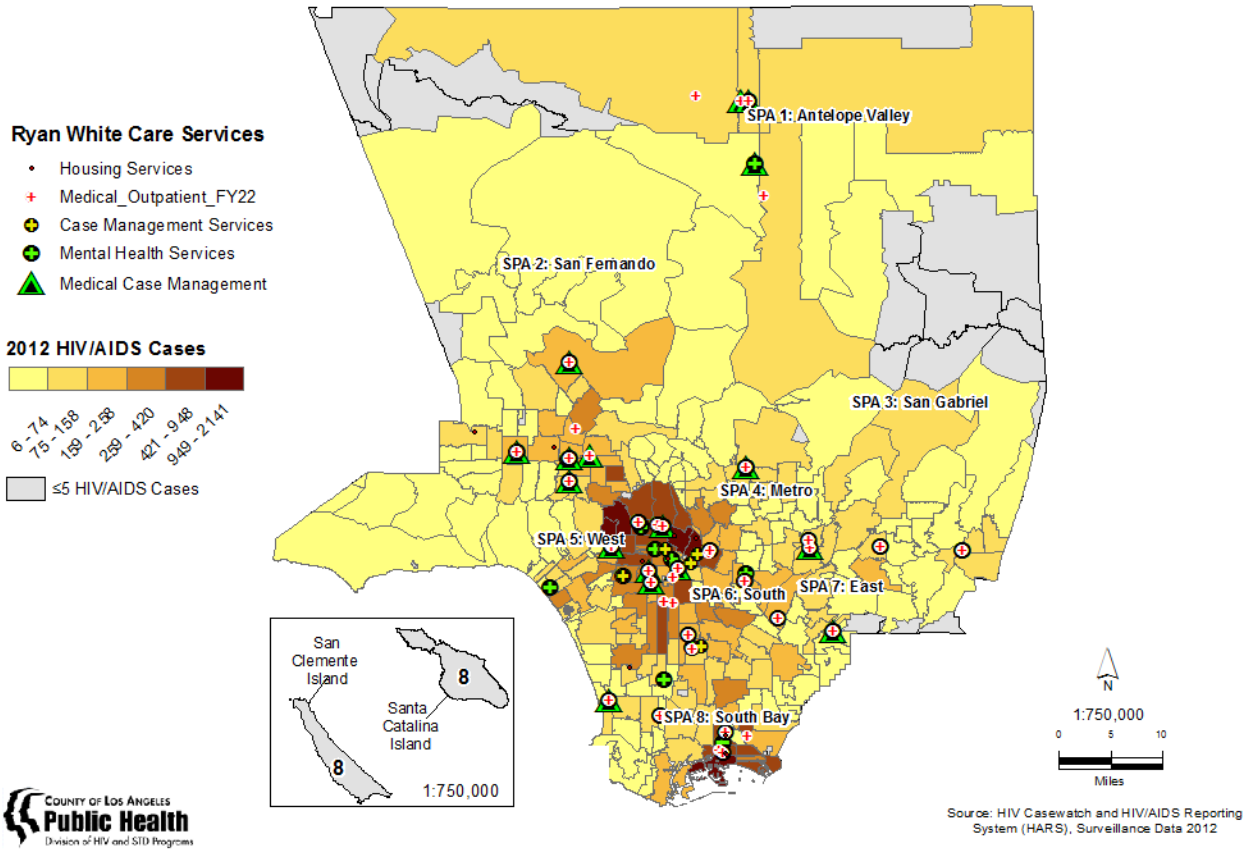 Ryan White Care Services
Housing Services
Medical_Outpatient_FY22
Case Management Services
Mental Health Services
Medical Case Management
2012 HIV/AIDS Cases
6 - 74
75 - 158
159 - 258
259 - 420
421 - 948
949 - 2141
≤5 HIV/AIDS Cases
SPA 1: Antelope Valley
SPA 2: San Fernando
SPA 3: San Gabriel
SPA 4: Metro
SPA 5: West
SPA 7: East
SPA 6: South
SPA 8: South Bay
San
Clemente
Island
8
Santa
Catalina
Island
8
1:750,000
N
1:750,000
0 5 10
Miles
COUNTY OF LOS ANGELES
Public Health
Division of HIV and STD Programs
Source: HIV Casewatch and HIV/AIDS Reporting
System (HARS), Surveillance Data 2012